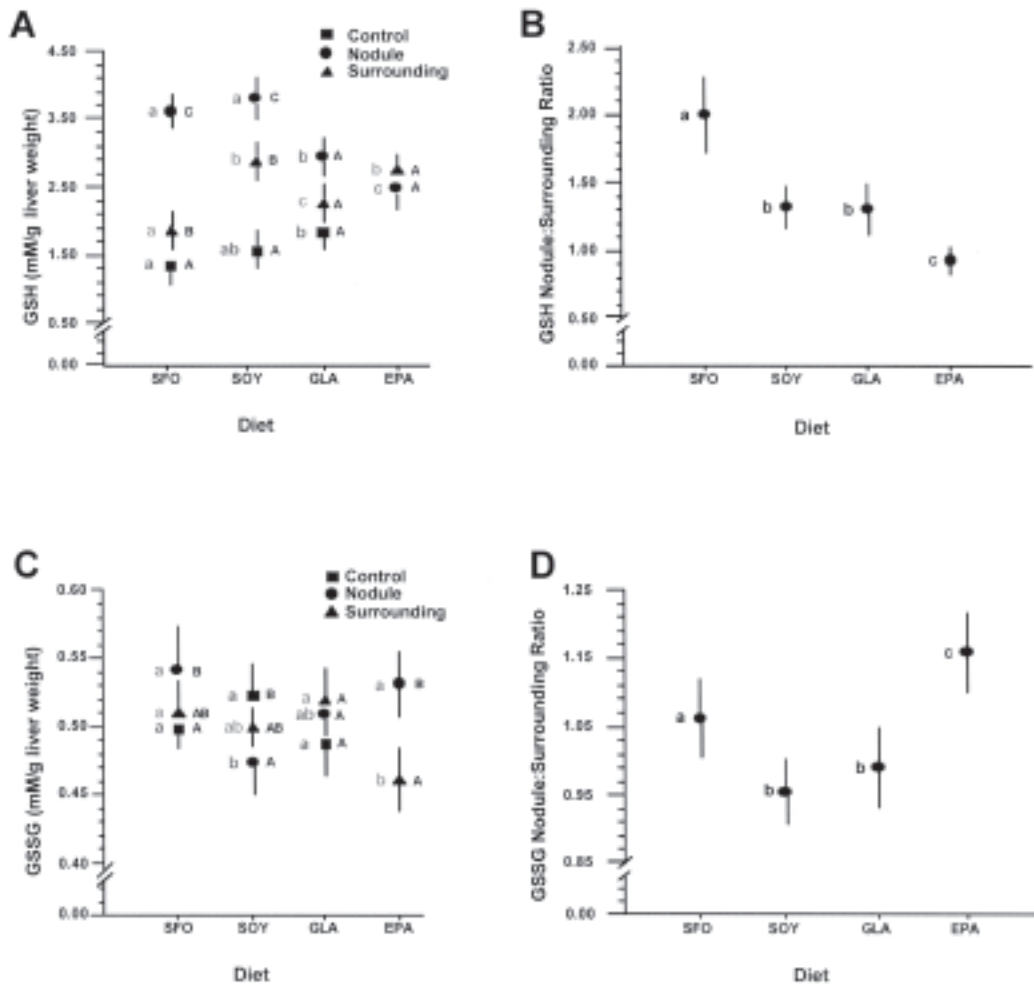 A
Control
Nodule
Surrounding
GSH (mM/g liver weight)
4.50
3.50
2.50
1.50
0.50
0.00
a c
a c
b B
b A
b A
c A
c A
a B
b A
a A
ab A
SFO SOY GLA EPA
Diet
B
GSH Nodule:Surrounding Ratio
2.50
2.00
1.50
1.00
0.50
0.00
a
b
b
c
SFO SOY GLA EPA
Diet
C
Control
Nodule
Surrounding
GSSG (mM/g liver weight)
0.60
0.55
0.50
0.45
0.40
0.00
a B
a AB
a A
a B
ab AB
b A
a A
ab A
a A
a B
b A
SFO SOY GLA EPA
Diet
D
GSSG Nodule:Surrounding Ratio
1.25
1.15
1.05
0.95
0.85
0.00
a
b
b
c
SFO SOY GLA EPA
Diet